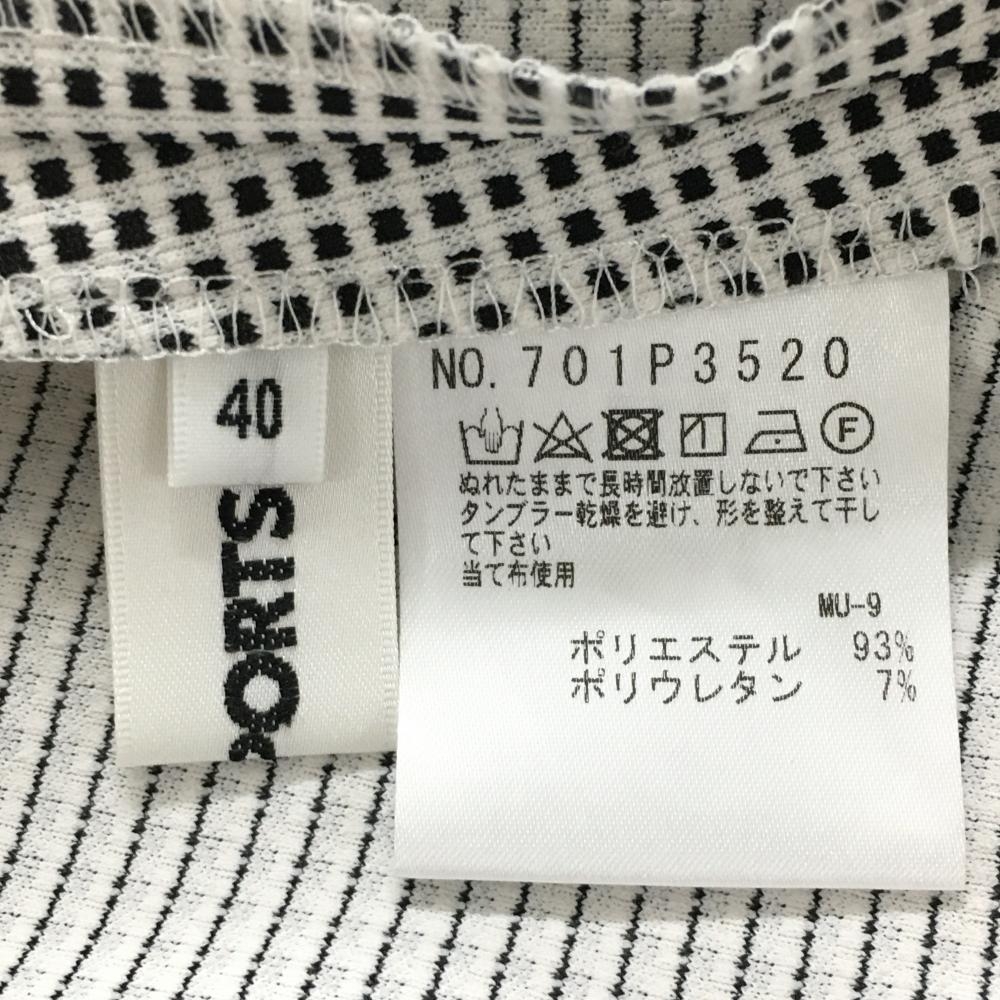 40
PORTS
NO. 701P3520
F
ぬれたままで長時間放置しないで下さい
タンブラー乾燥を避け、形を整えて干し
て下さい
当て布使用
MU-9
ポリエステル 93%
ポリウレタン 7%